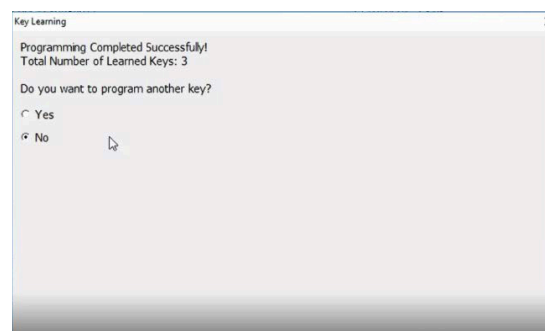 Key Learning
Programming Completed Successfully!
Total Number of Learned Keys: 3
Do you want to program another key?
Yes
No